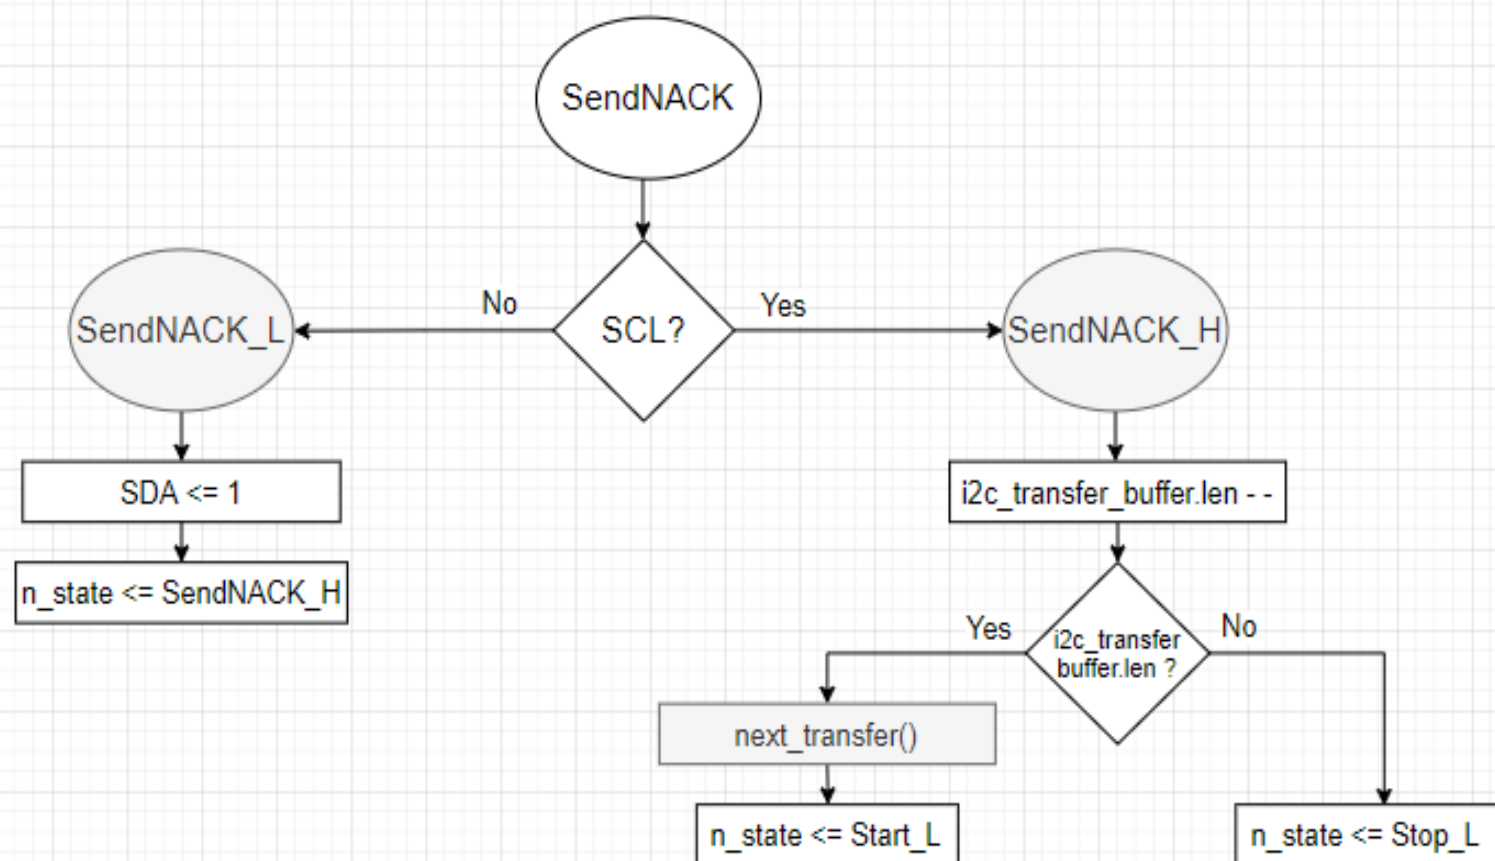 SendNACK
No
Yes
SendNACK_L
SCL?
SendNACK_H
SDA <= 1
i2c_transfer_buffer.len - -
n_state <= SendNACK_H
Yes
No
i2c_transfer
buffer.len ?
next_transfer()
n_state <= Start_L
n_state <= Stop_L